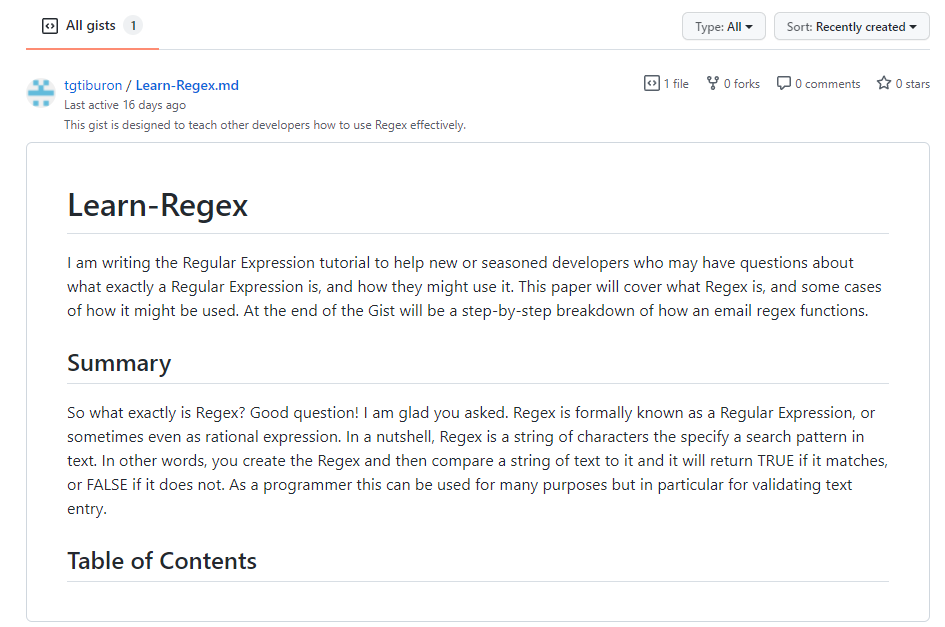 All gists 1
Type: All
Sort: Recently created
tgtiburon / Learn-Regex.md
1 file 0 forks 0 comments 0 stars
Last active 16 days ago
This gist is designed to teach other developers how to use Regex effectively.
Learn-Regex
I am writing the Regular Expression tutorial to help new or seasoned developers who may have questions about
what exactly a Regular Expression is, and how they might use it. This paper will cover what Regex is, and some cases
of how it might be used. At the end of the Gist will be a step-by-step breakdown of how an email regex functions.
Summary
So what exactly is Regex? Good question! I am glad you asked. Regex is formally known as a Regular Expression, or
sometimes even as rational expression. In a nutshell, Regex is a string of characters the specify a search pattern in
text. In other words, you create the Regex and then compare a string of text to it and it will return TRUE if it matches,
or FALSE if it does not. As a programmer this can be used for many purposes but in particular for validating text
entry.
Table of Contents